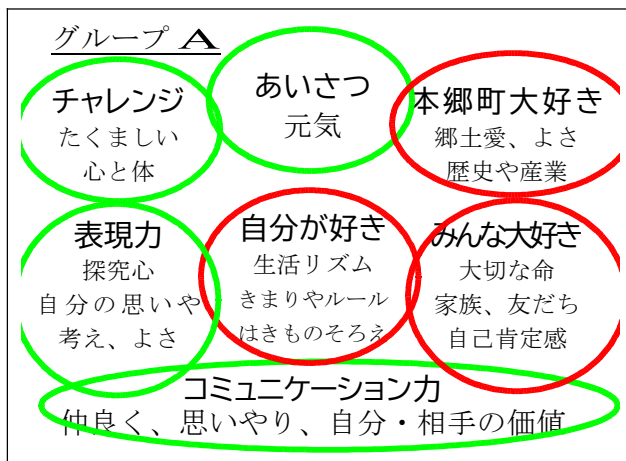 グループ A
チャレンジ
たくましい
心と体
あいさつ
元気
本郷町大好き
郷土愛、よさ
歴史や産業
表現力
探究心
自分の思いや
考え、よさ
自分が好き
生活リズム
きまりやルール
はきものそろえ
みんな大好き
大切な命
家族、友だち
自己肯定感
コミュニケーション力
仲良く、思いやり、自分・相手の価値